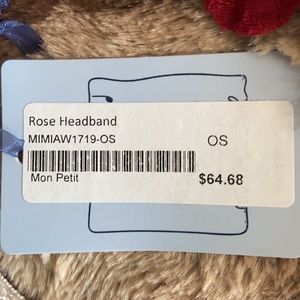 Rose Headband
MIMIAW1719-OS OS
Mon Petit $64.68